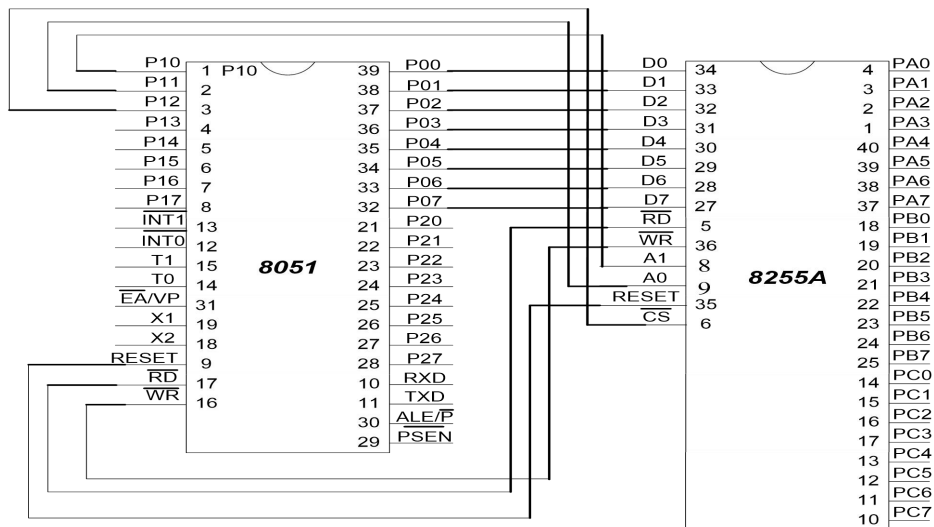 P10 1 P10 39 P00 D0 34 4 PA0
P11 2 38 P01 D1 33 3 PA1
P12 3 37 P02 D2 32 2 PA2
P13 4 36 P03 D3 31 1 PA3
P14 5 35 P04 D4 30 40 PA4
P15 6 34 P05 D5 29 39 PA5
P16 7 33 P06 D6 28 38 PA6
P17 8 32 P07 D7 27 37 PA7
INT1 13 21 P20 RD 5 18 PB0
INT0 12 22 P21 WR 36 19 PB1
T1 15 8051 23 P22 A1 8 8255A 20 PB2
T0 14 24 P23 A0 9 21 PB3
EA/VP 31 25 P24 RESET 35 22 PB4
X1 19 26 P25 CS 6 23 PB5
X2 18 27 P26 24 PB6
RESET 9 28 P27 25 PB7
RD 17 10 RXD 14 PC0
WR 16 11 TXD 15 PC1
30 ALE/P 16 PC2
29 PSEN 17 PC3
13 PC4
12 PC5
11 PC6
10 PC7